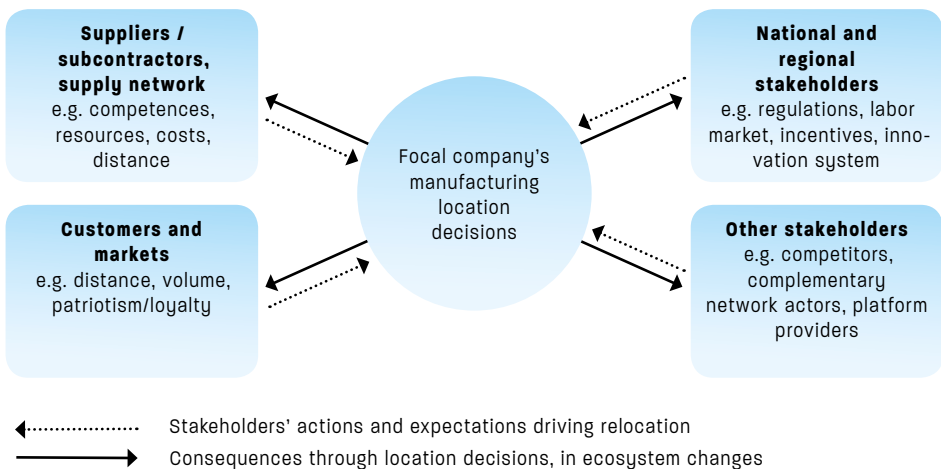 Suppliers /
subcontractors,
supply network
e.g. competences,
resources, costs,
distance
National and
regional
stakeholders
e.g. regulations, labor
market, incentives, inno-
vation system
Focal company's
manufacturing
location
decisions
Customers and
markets
e.g. distance, volume,
patriotism/loyalty
Other stakeholders
e.g. competitors,
complementary
network actors, platform
providers
Stakeholders' actions and expectations driving relocation
Consequences through location decisions, in ecosystem changes